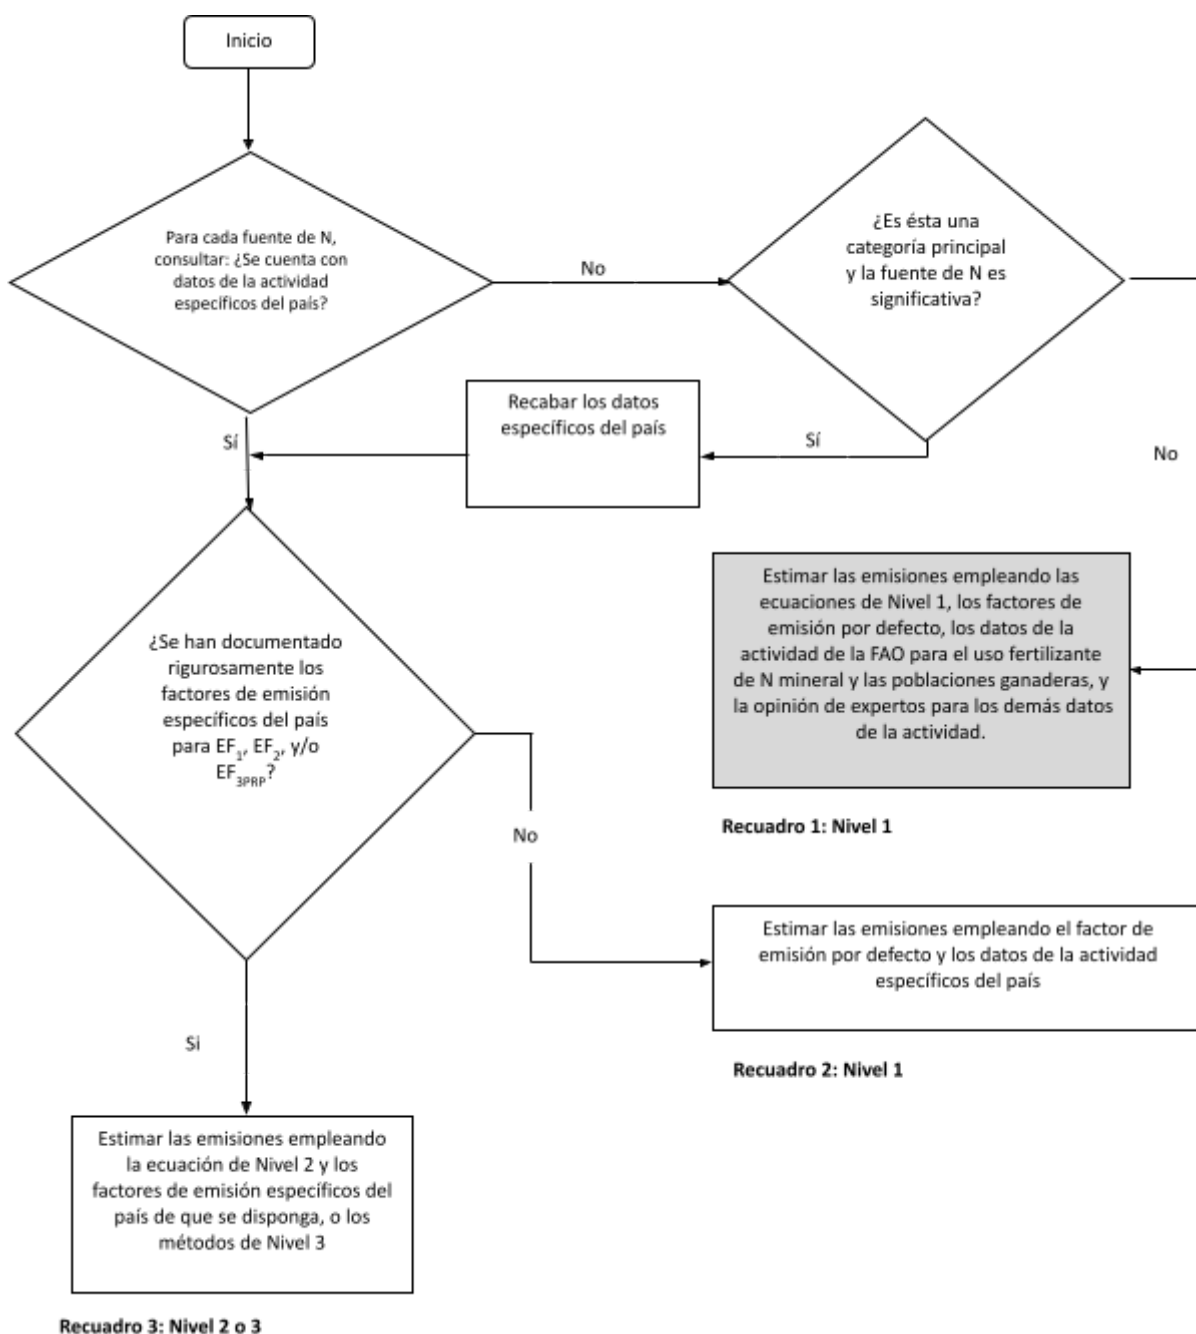 Inicio
Para cada fuente de N,
consultar: ¿Se cuenta con
datos de la actividad
específicos del país?
No
¿Es ésta una
categoría principal
y la fuente de N es
significativa?
Recabar los datos
específicos del país
Sí
Sí
No
Estimar las emisiones empleando las
ecuaciones de Nivel 1, los factores de
emisión por defecto, los datos de la
actividad de la FAO para el uso fertilizante
de N mineral y las poblaciones ganaderas, y
la opinión de expertos para los demás datos
de la actividad.
Recuadro 1: Nivel 1
¿Se han documentado
rigurosamente los
factores de emisión
específicos del país
para EF1, EF2, y/o
EF3PRP?
No
Estimar las emisiones empleando el factor de
emisión por defecto y los datos de la actividad
específicos del país
Recuadro 2: Nivel 1
Si
Estimar las emisiones empleando
la ecuación de Nivel 2 y los
factores de emisión específicos del
país de que se disponga, o los
métodos de Nivel 3
Recuadro 3: Nivel 2 o 3